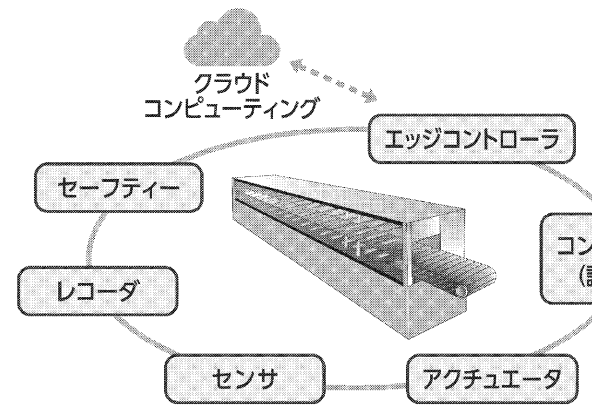 クラウド
コンピューティング
エッジコントローラ
セーフティー
コン
レコーダ
センサ
アクチュエータ